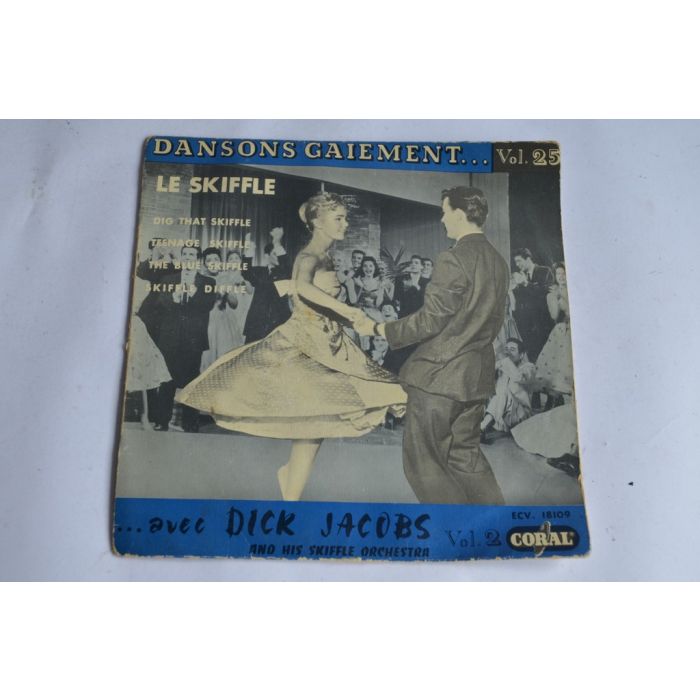 DANSONS GAIEMENT... Vol. 25
LE SKIFFLE
DIG THAT SKIFFLE
TEENAGE SKIFFLE
THE BLUE SKIFFLE
SKIFFLE DIFFLE
ECV. 18109
...avec DICK JACOBS Vol. 2 CORAL
AND HIS SKIFFLE ORCHESTRA